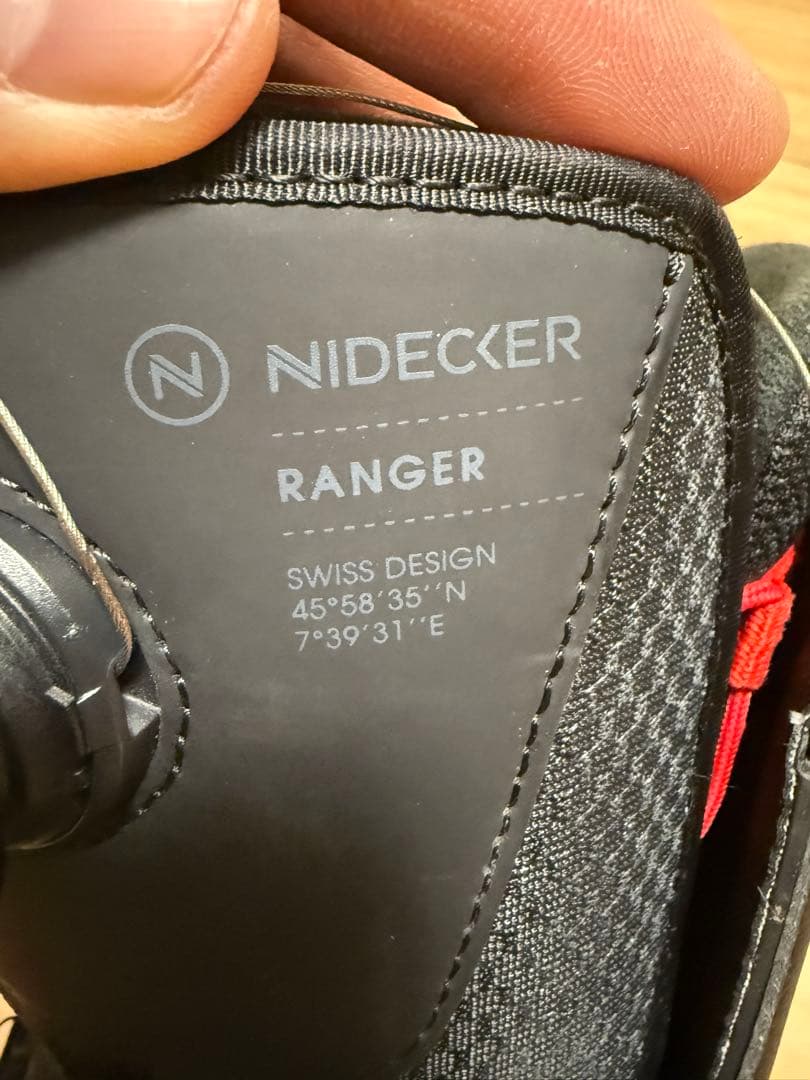 N NIDECKER
RANGER
SWISS DESIGN
45°58'35''N
7°39'31''E